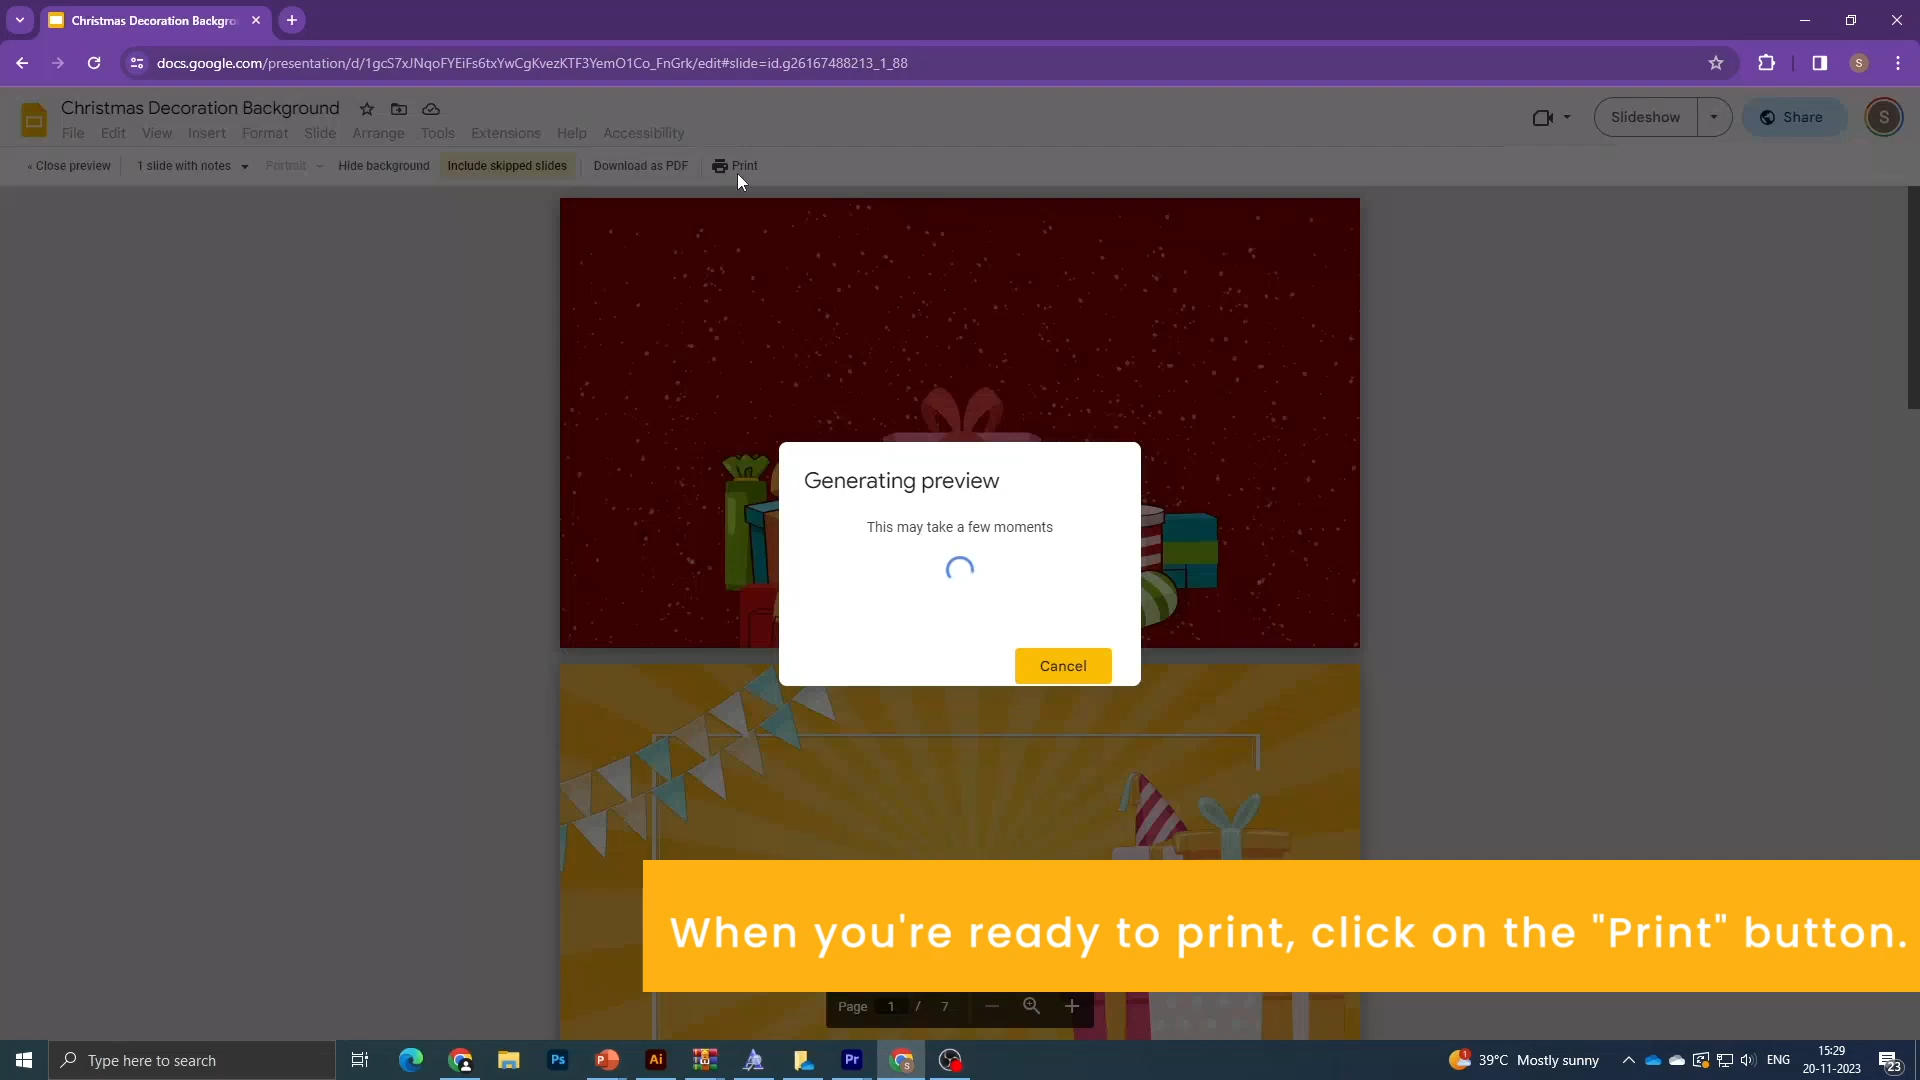 Christmas Decoration Backgro
docs.google.com/presentation/d/1gcS7xJNqoFYEiFs6txYwCgKvezKTF3YemO1Co_FnGrk/edit#slide=id.g26167488213_1_88
S
Christmas Decoration Background
File Edit View Insert Format Slide Arrange Tools Extensions Help Accessibility
Slideshow
Share
S
« Close preview
1 slide with notes
Portrait
Hide background
Include skipped slides
Download as PDF
Print
Generating preview
This may take a few moments
Cancel
When you're ready to print, click on the "Print" button.
Page 1 / 7
Type here to search
Ps
P
Ai
Pr
S
1
39°C Mostly sunny
ENG
15:29
20-11-2023
23